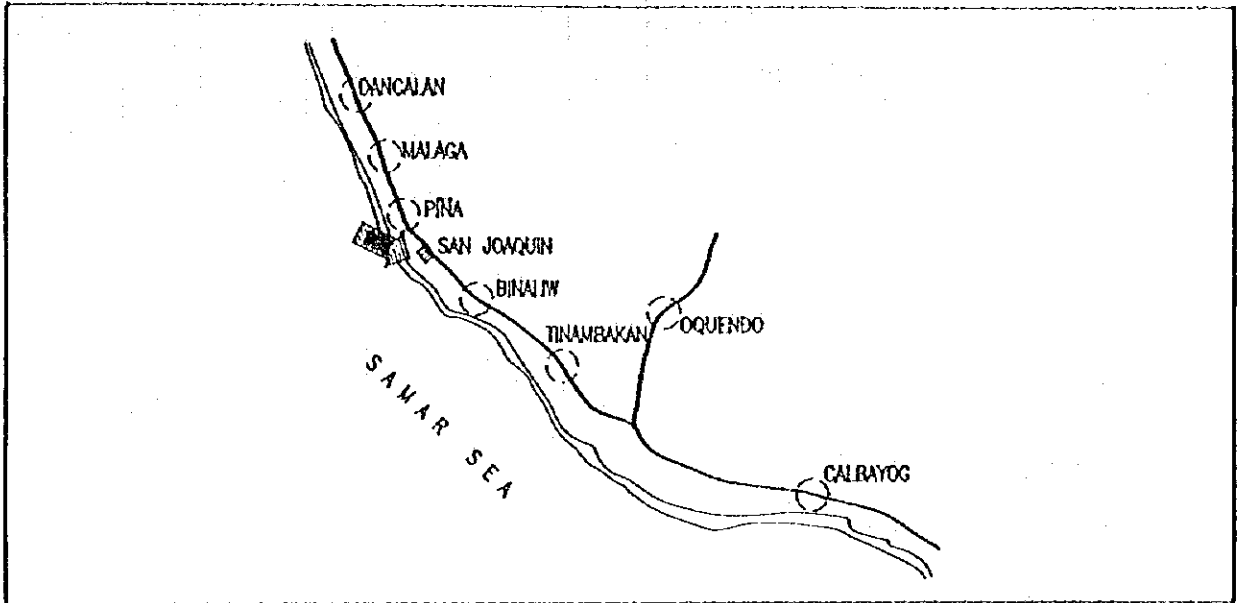 DANCALAN
MALAGA
PIÑA
SAN JOAQUIN
BINALIW
TINAMBAKAN
OQUENDO
SAMAR SEA
CALBAYOG